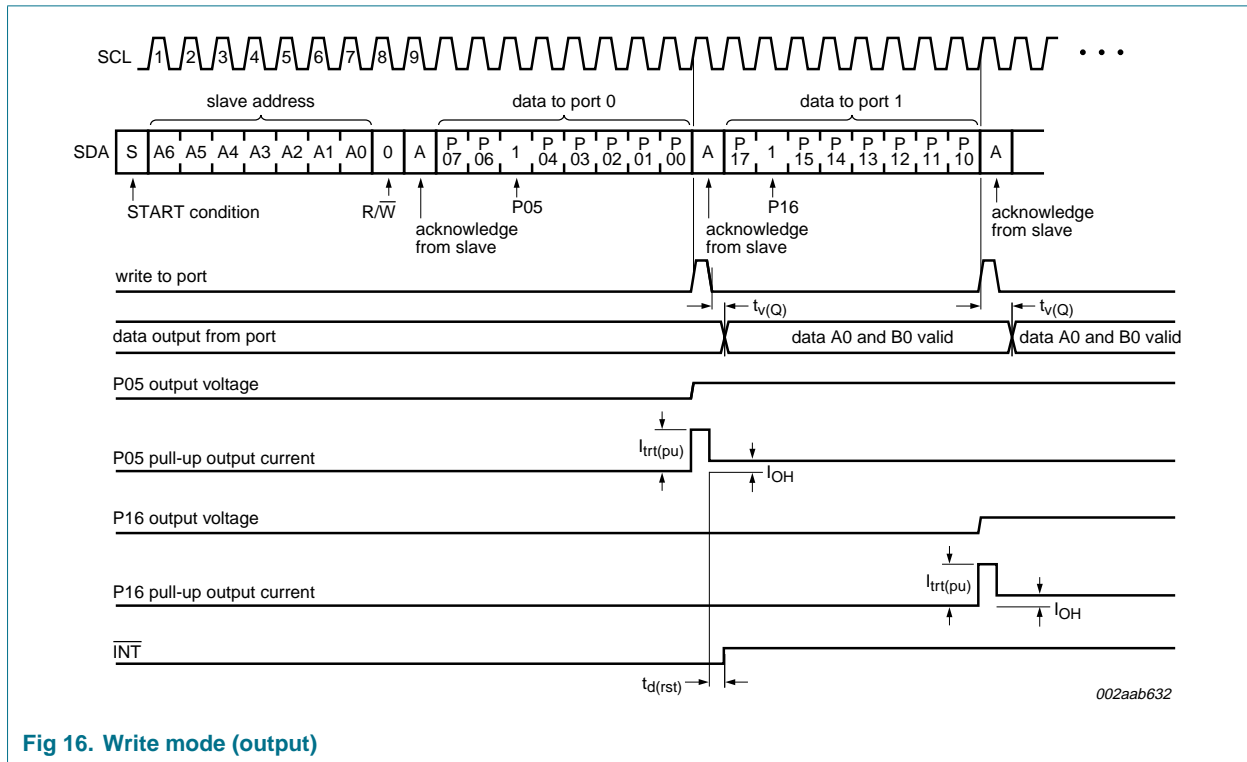 SCL 1 2 3 4 5 6 7 8 9 • • •
slave address data to port 0 data to port 1
SDA S A6 A5 A4 A3 A2 A1 A0 0 A P07 P06 1 P04 P03 P02 P01 P00 A P17 1 P15 P14 P13 P12 P11 P10 A
START condition R/W̅ acknowledge from slave P05 acknowledge from slave P16 acknowledge from slave
write to port
tv(Q) tv(Q)
data output from port data A0 and B0 valid data A0 and B0 valid
P05 output voltage
Itrt(pu)
P05 pull-up output current
IOH
P16 output voltage
Itrt(pu)
P16 pull-up output current
IOH
I̅N̅T̅
td(rst)
002aab632
Fig 16. Write mode (output)